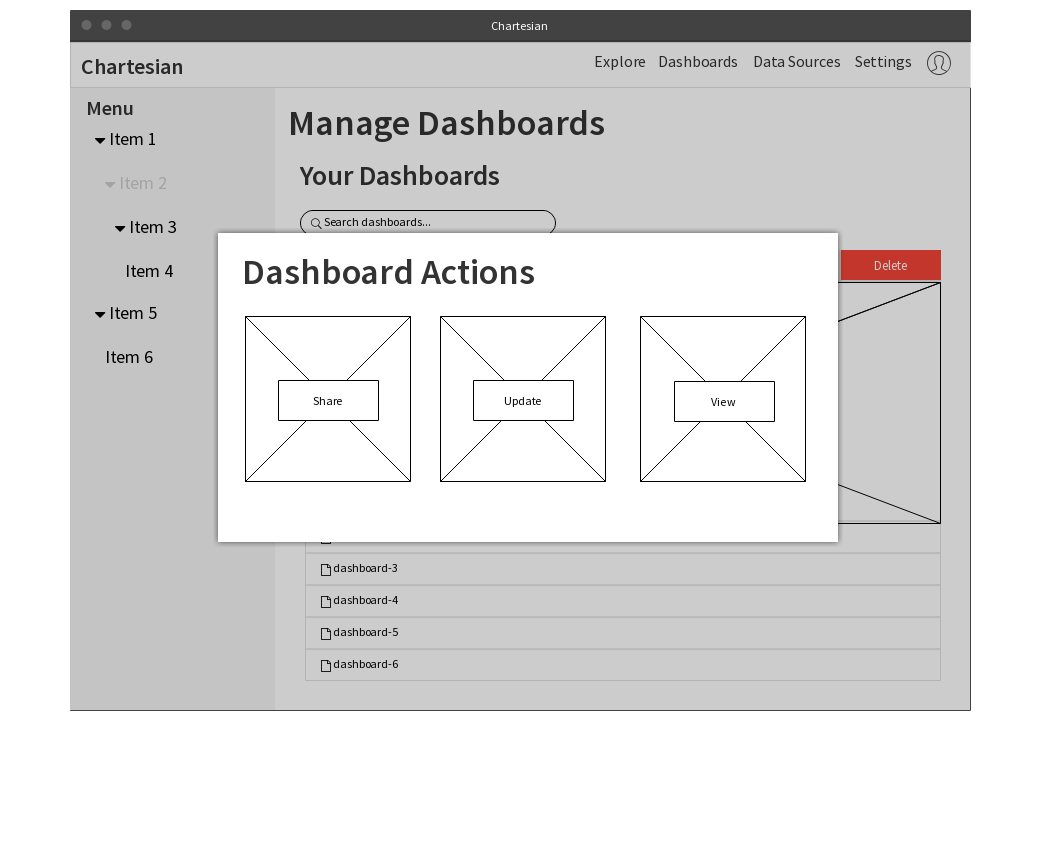 Chartesian
Chartesian
Explore Dashboards Data Sources Settings
Menu
Item 1
Item 2
Item 3
Item 4
Item 5
Item 6
Manage Dashboards
Your Dashboards
Search dashboards...
Delete
Dashboard Actions
Share
Update
View
dashboard-3
dashboard-4
dashboard-5
dashboard-6